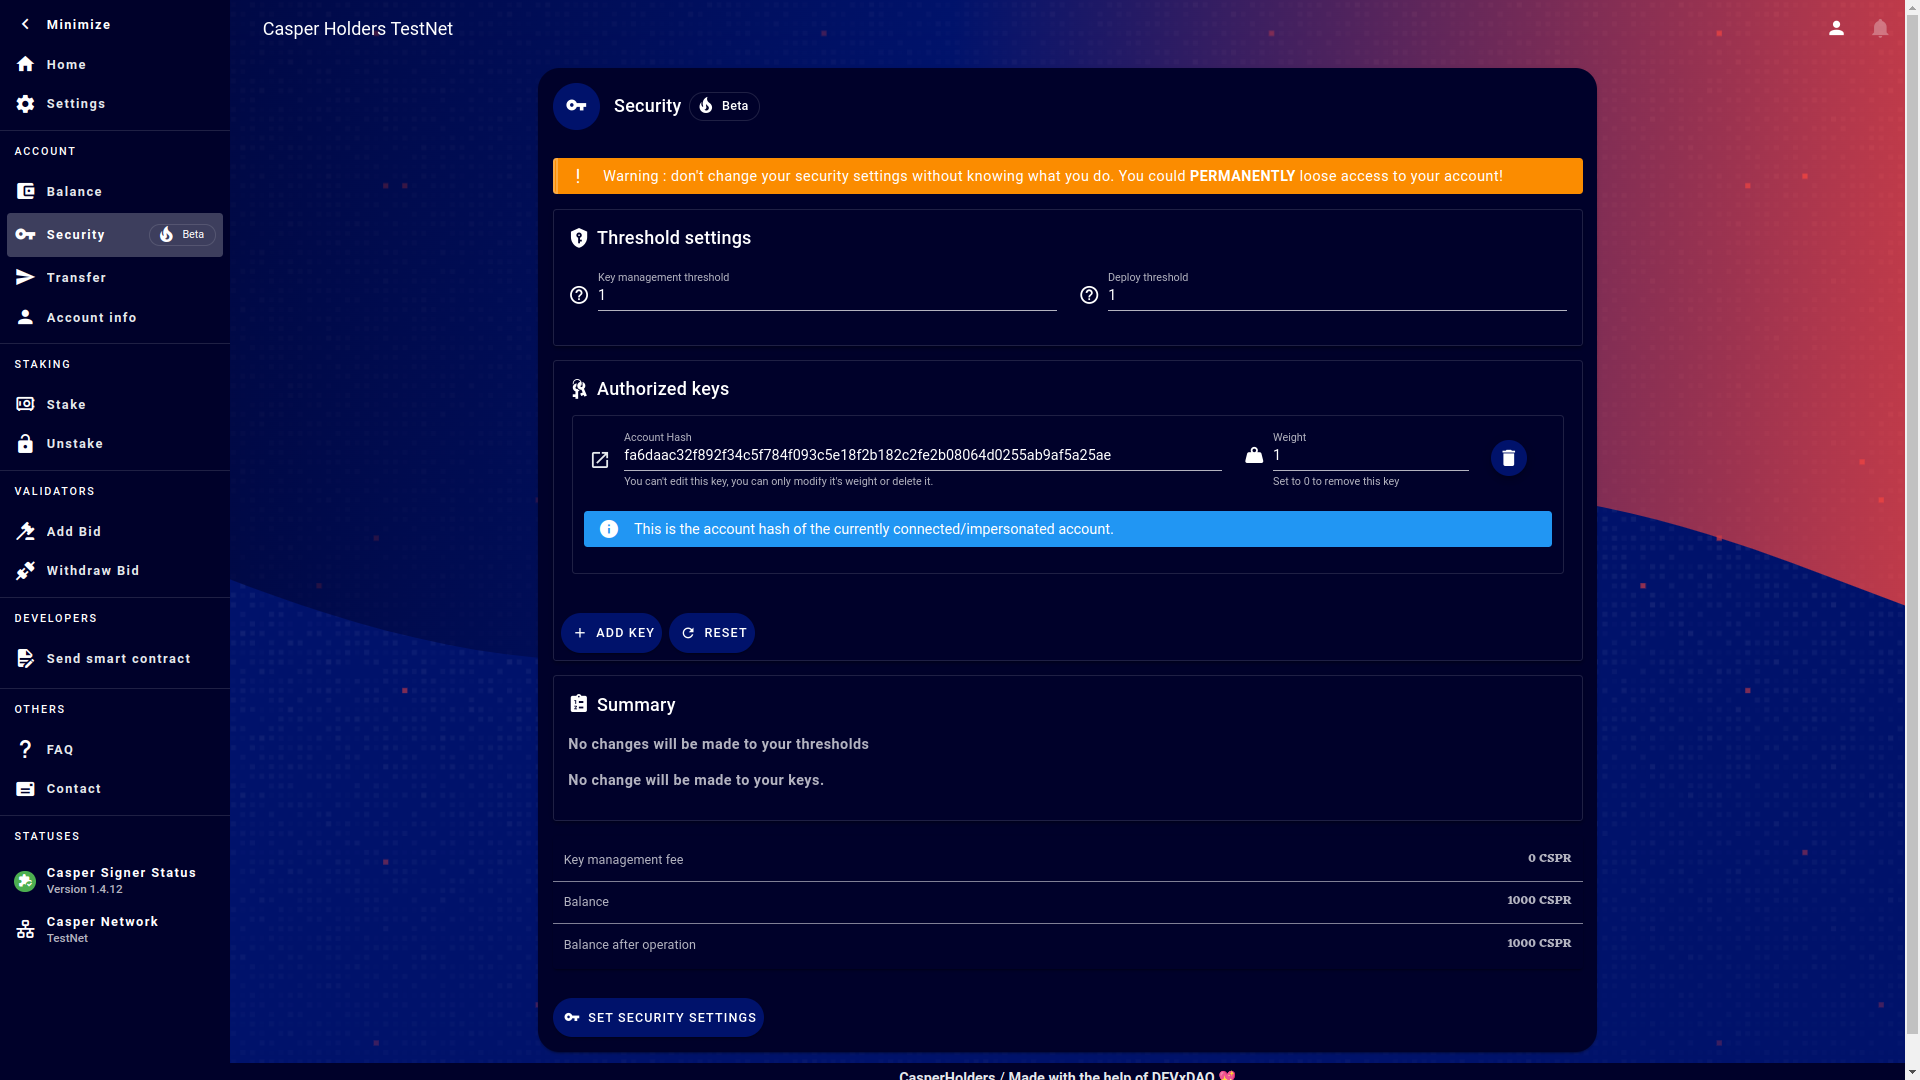 Minimize
Home
Settings
ACCOUNT
Balance
Security
Beta
Transfer
Account info
STAKING
Stake
Unstake
VALIDATORS
Add Bid
Withdraw Bid
DEVELOPERS
Send smart contract
OTHERS
FAQ
Contact
STATUSES
Casper Signer Status
Version 1.4.12
Casper Network
TestNet
Casper Holders TestNet
Security
Beta
Warning : don't change your security settings without knowing what you do. You could PERMANENTLY loose access to your account!
Threshold settings
Key management threshold
1
Deploy threshold
1
Authorized keys
Account Hash
fa6daac32f892f34c5f784f093c5e18f2b182c2fe2b08064d0255ab9af5a25ae
You can't edit this key, you can only modify it's weight or delete it.
Weight
1
Set to 0 to remove this key
This is the account hash of the currently connected/impersonated account.
ADD KEY
RESET
Summary
No changes will be made to your thresholds
No change will be made to your keys.
Key management fee
0 CSPR
Balance
1000 CSPR
Balance after operation
1000 CSPR
SET SECURITY SETTINGS
CasperHolders / Made with the help of DEVxDAO 💖